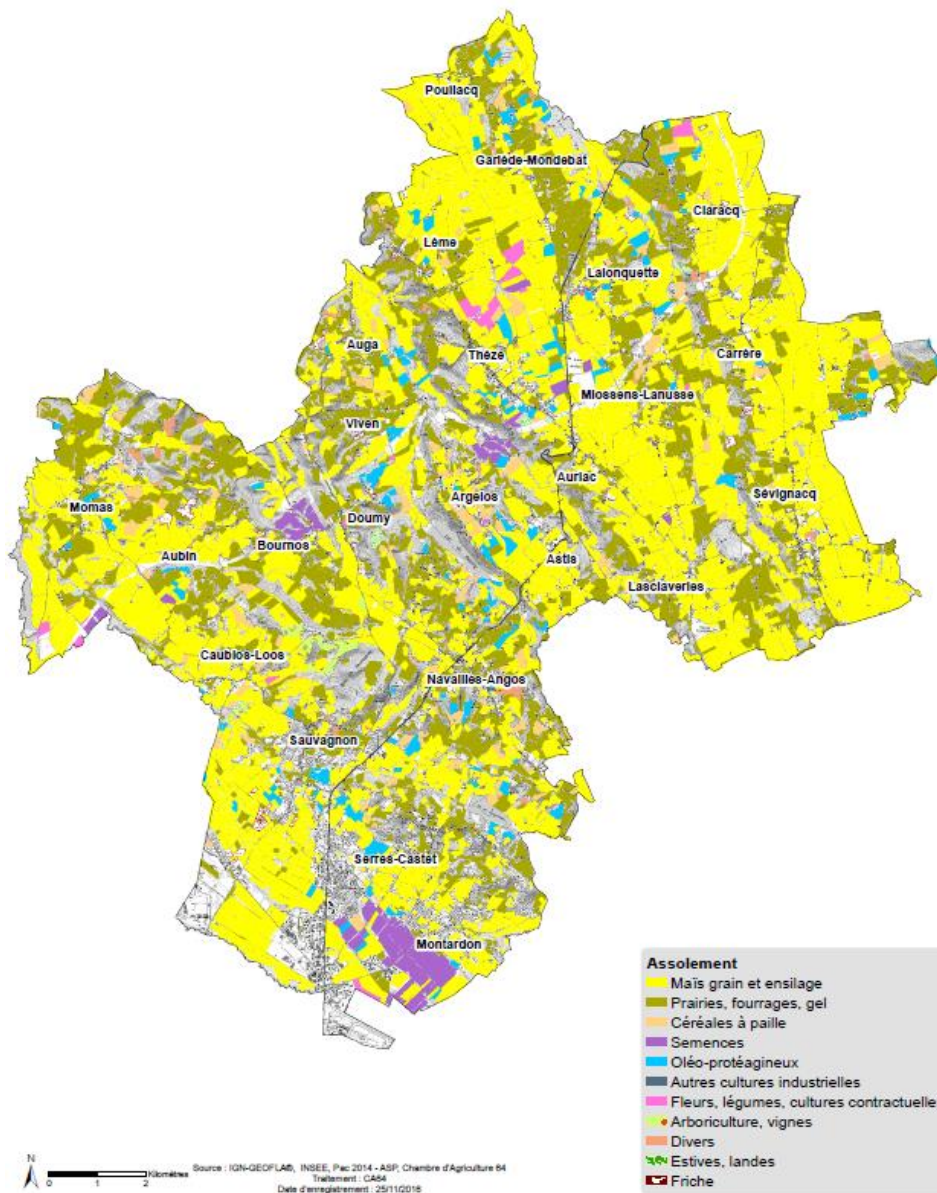 Pouliacq
Garlède-Mondebat
Claracq
Lème
Lalonquette
Auga
Thèze
Carrère
Miossens-Lanusse
Viven
Auriac
Argelos
Sévignacq
Momas
Doumy
Bournos
Aubin
Astis
Lasclaveries
Caubios-Loos
Navailles-Angos
Sauvagnon
Serres-Castet
Montardon
Assolement
Maïs grain et ensilage
Prairies, fourrages, gel
Céréales à paille
Semences
Oléo-protéagineux
Autres cultures industrielles
Fleurs, légumes, cultures contractuelle
Arboriculture, vignes
Divers
Estives, landes
Friche
N
Kilomètres
0 1 2
Source : IGN-GEOFLA®, INSEE, Pac 2014 - ASP, Chambre d'Agriculture 64
Traitement : CA64
Date d'enregistrement : 25/11/2016